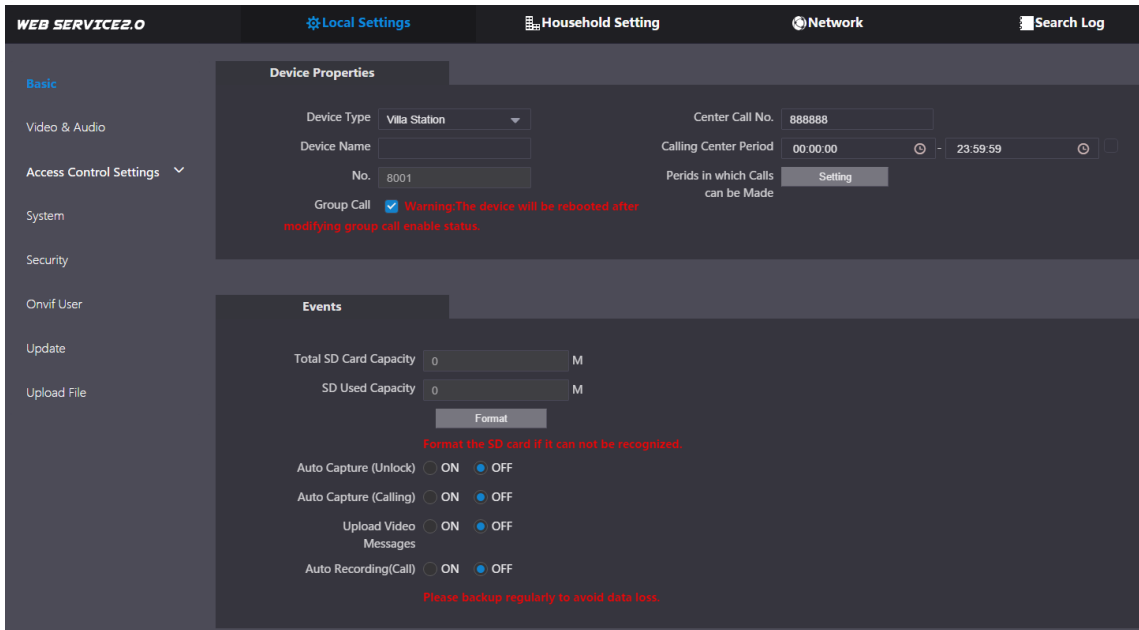 WEB SERVICE2.0
Local Settings
Household Setting
Network
Search Log
Basic
Video & Audio
Access Control Settings
System
Security
Onvif User
Update
Upload File
Device Properties
Device Type Villa Station
Device Name
No. 8001
Group Call Warning:The device will be rebooted after
modifying group call enable status.
Center Call No. 888888
Calling Center Period 00:00:00 - 23:59:59
Perids in which Calls Setting
can be Made
Events
Total SD Card Capacity 0 M
SD Used Capacity 0 M
Format
Format the SD card if it can not be recognized.
Auto Capture (Unlock) ON OFF
Auto Capture (Calling) ON OFF
Upload Video ON OFF
Messages
Auto Recording(Call) ON OFF
Please backup regularly to avoid data loss.